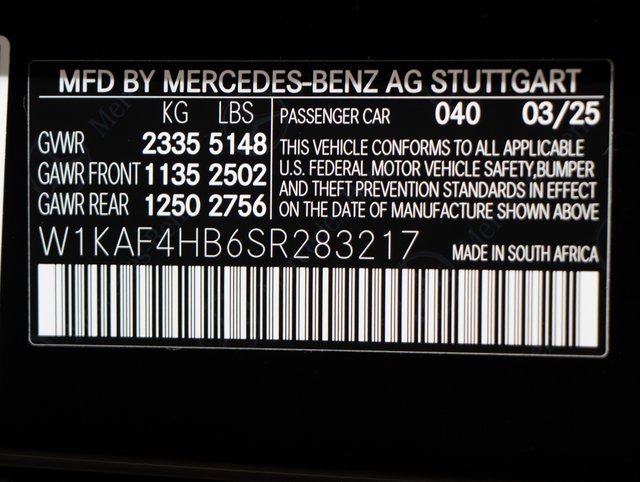 MFD BY MERCEDES-BENZ AG STUTTGART
KG LBS
GVWR 2335 5148
GAWR FRONT 1135 2502
GAWR REAR 1250 2756
PASSENGER CAR 040 03/25
THIS VEHICLE CONFORMS TO ALL APPLICABLE
U.S. FEDERAL MOTOR VEHICLE SAFETY,BUMPER
AND THEFT PREVENTION STANDARDS IN EFFECT
ON THE DATE OF MANUFACTURE SHOWN ABOVE
W1KAF4HB6SR283217 MADE IN SOUTH AFRICA